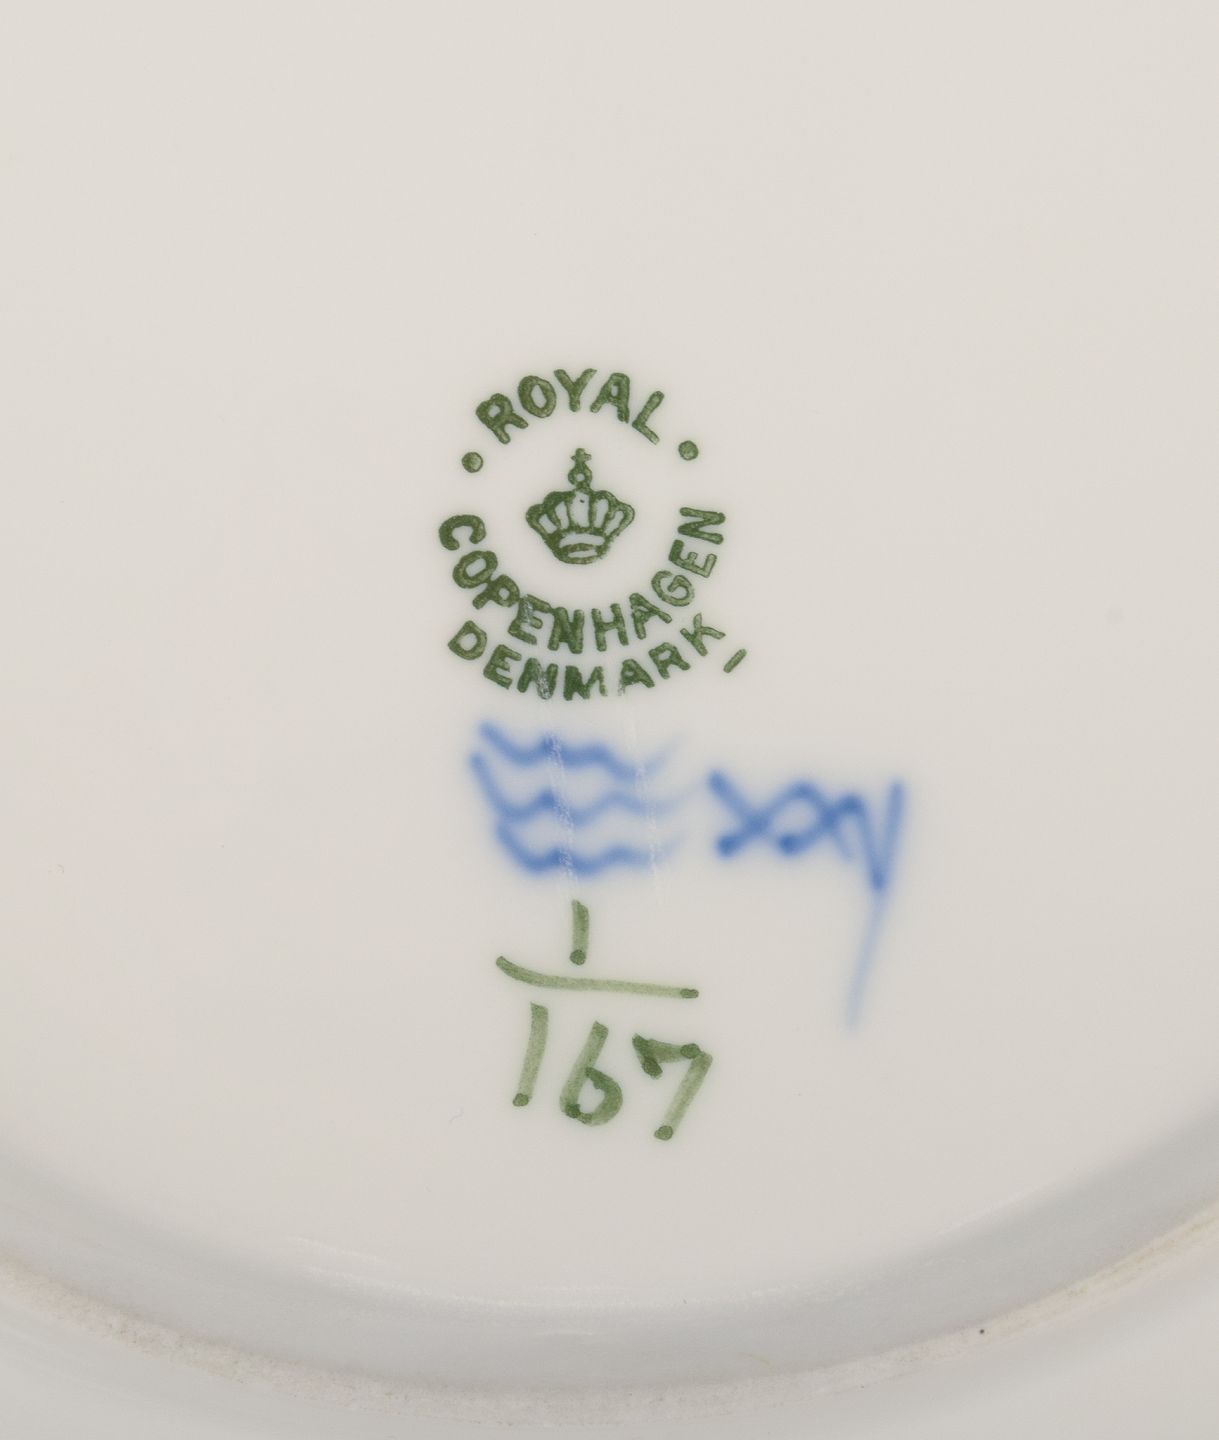 • ROYAL •
COPENHAGEN
DENMARK
1
167